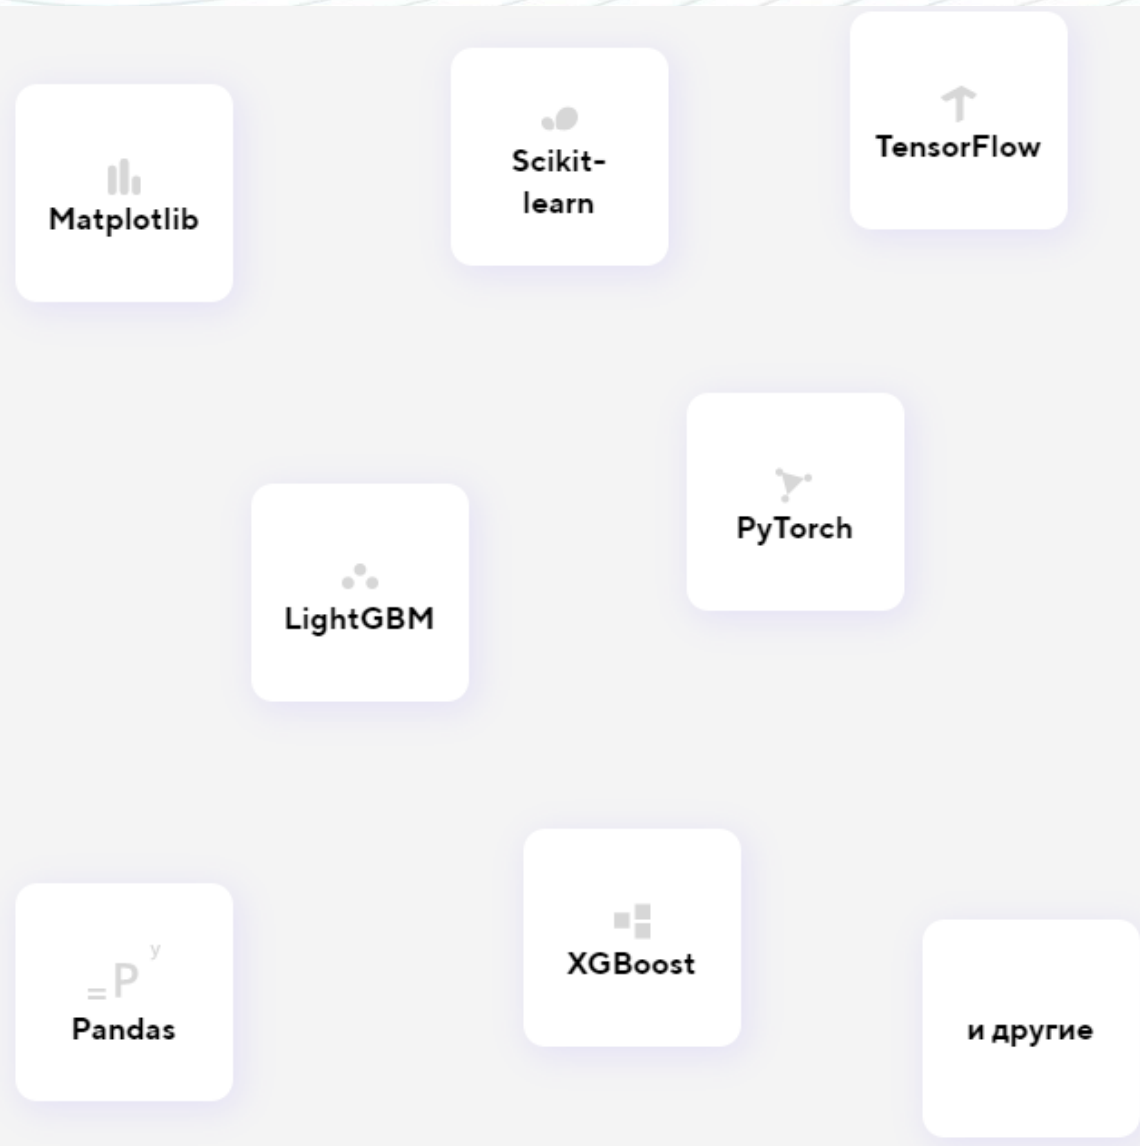 TensorFlow
Scikit-
learn
Matplotlib
PyTorch
LightGBM
XGBoost
y
=P
Pandas
и другие